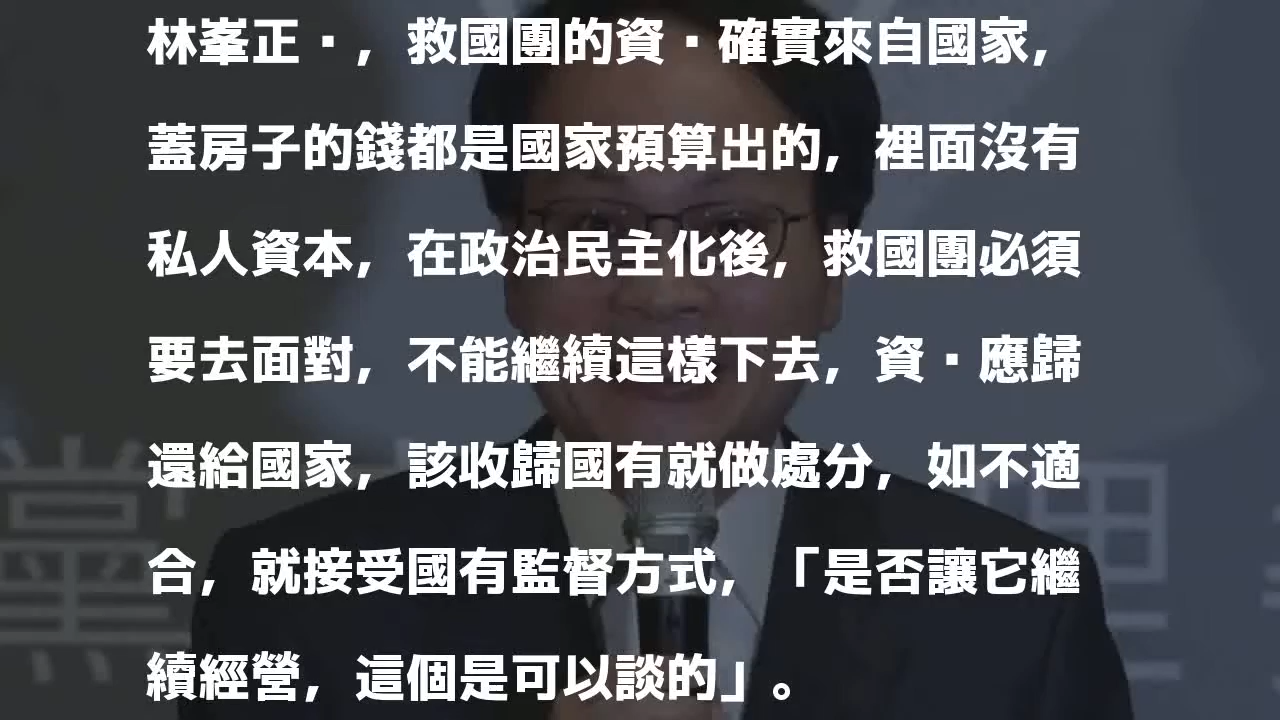 林峯正▪，救國團的資▪確實來自國家，
蓋房子的錢都是國家預算出的，裡面沒有
私人資本，在政治民主化後，救國團必須
要去面對，不能繼續這樣下去，資▪應歸
還給國家，該收歸國有就做處分，如不適
合，就接受國有監督方式，「是否讓它繼
續經營，這個是可以談的」。
黨